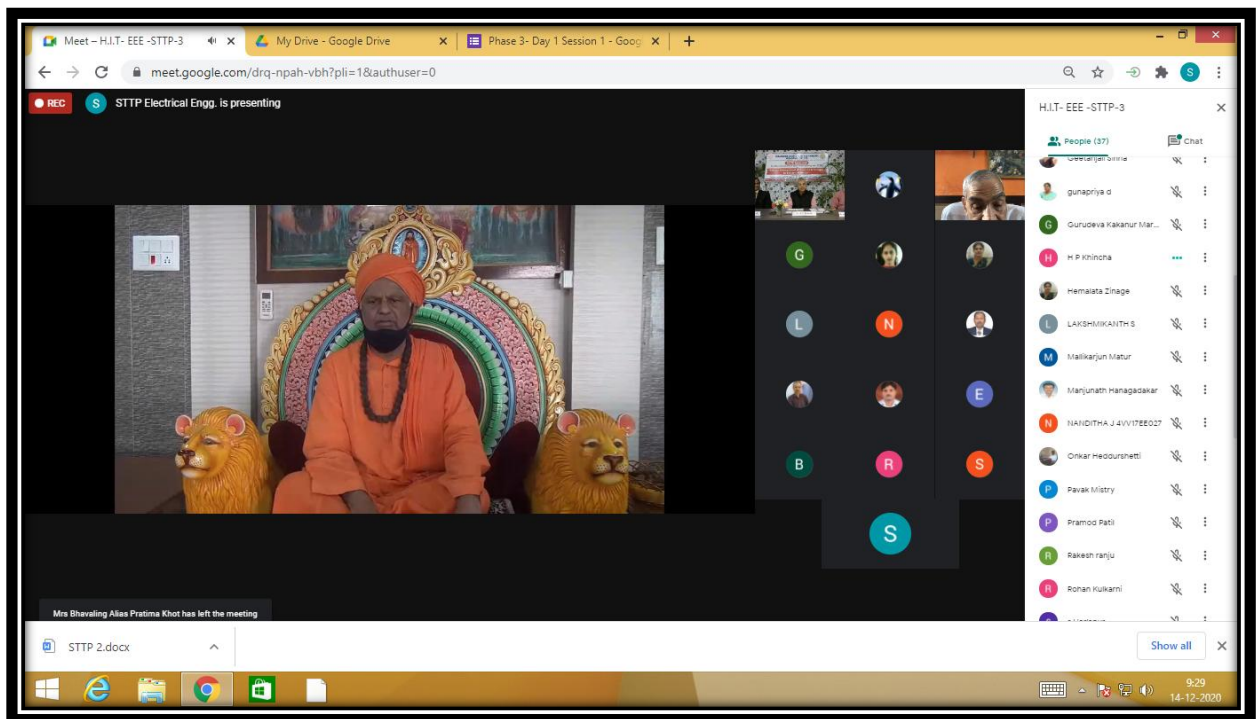 Meet – H.I.T- EEE -STTP-3
My Drive - Google Drive
Phase 3- Day 1 Session 1 - Goog
meet.google.com/drq-npah-vbh?pli=1&authuser=0
S
REC
S
STTP Electrical Engg. is presenting
H.I.T- EEE -STTP-3
People (37)
Chat
gunapriya d
G
Gurudeva Kakanur Mar...
H
H P Khincha
Hemalata Zinage
L
LAKSHMIKANTH S
M
Mallikarjun Matur
Manjunath Hanagadakar
N
NANDITHA J 4VV17EE027
Onkar Heddurshetti
P
Pavak Mistry
P
Pramod Patil
R
Rakesh ranju
R
Rohan Kulkarni
G
L
N
E
B
R
S
S
Mrs Bhavaling Alias Pratima Khot has left the meeting
STTP 2.docx
Show all
9:29
14-12-2020